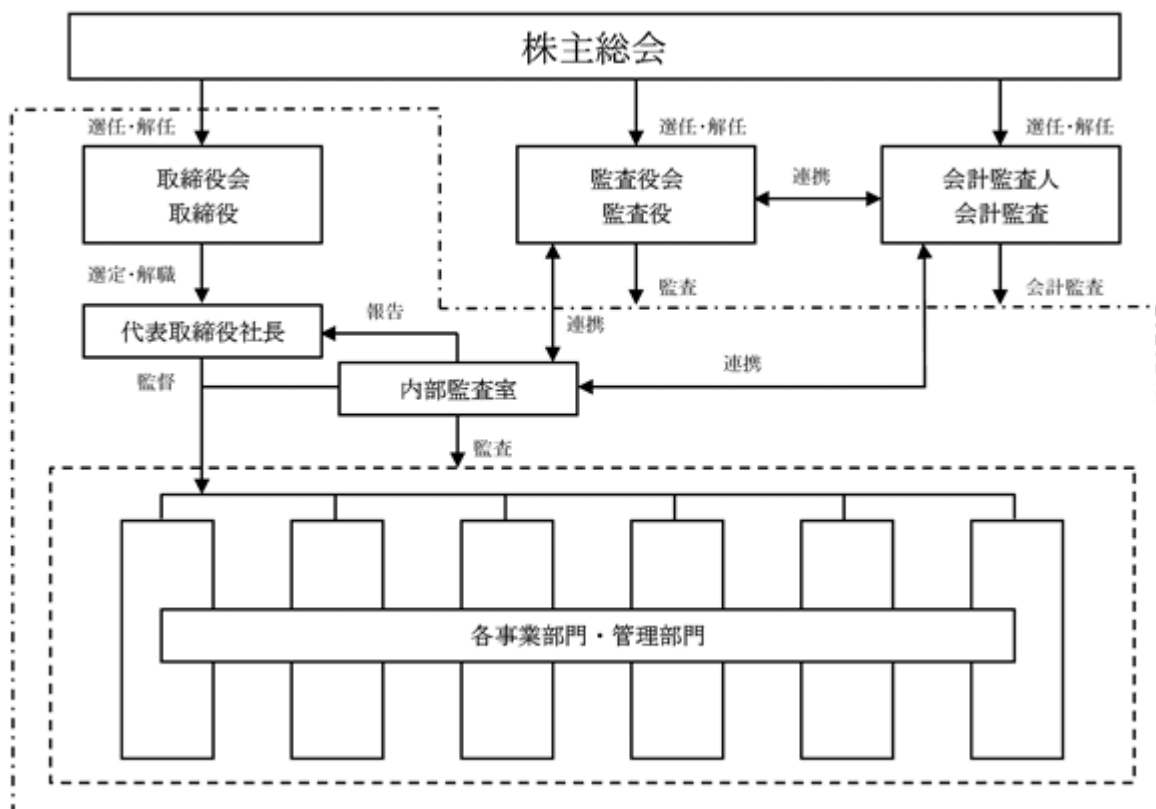 株主総会
選任・解任
選任・解任
選任・解任
取締役会
取締役
監査役会
監査役
連携
会計監査人
会計監査
選定・解職
監査
会計監査
代表取締役社長
報告
連携
監督
内部監査室
連携
監査
各事業部門・管理部門